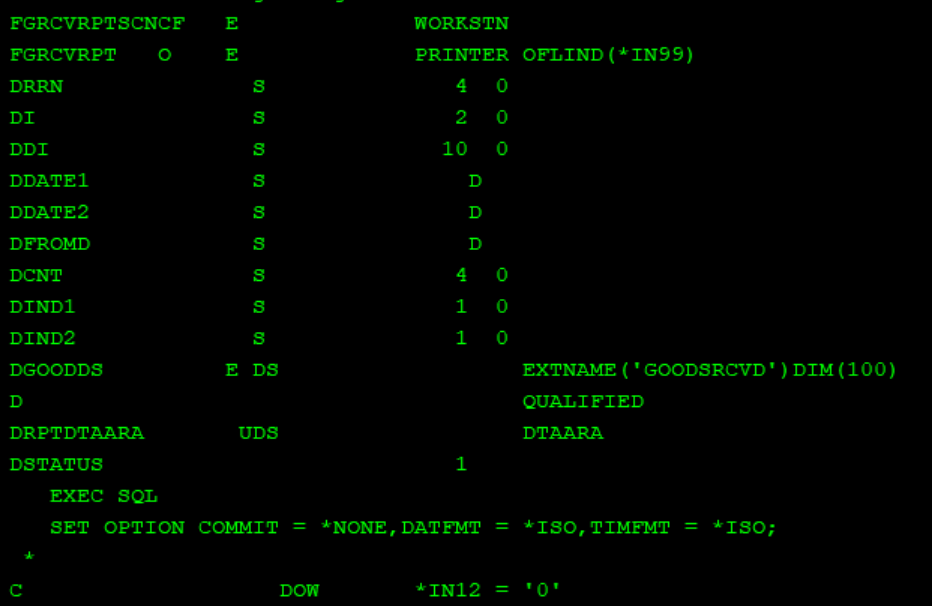 FGRCVRPTSCNCF   E             WORKSTN
FGRCVRPT   O    E             PRINTER OFLIND(*IN99)
DRRN              S              4  0
DI                S              2  0
DDI               S             10  0
DDATE1            S               D
DDATE2            S               D
DFROMD            S               D
DCNT              S              4  0
DIND1             S              1  0
DIND2             S              1  0
DGOODDS         E DS                  EXTNAME('GOODSRCVD')DIM(100)
D                                     QUALIFIED
DRPTDTAARA       UDS                  DTAARA
DSTATUS                          1
   EXEC SQL
   SET OPTION COMMIT = *NONE,DATFMT = *ISO,TIMFMT = *ISO;
 *
C                   DOW       *IN12 = '0'